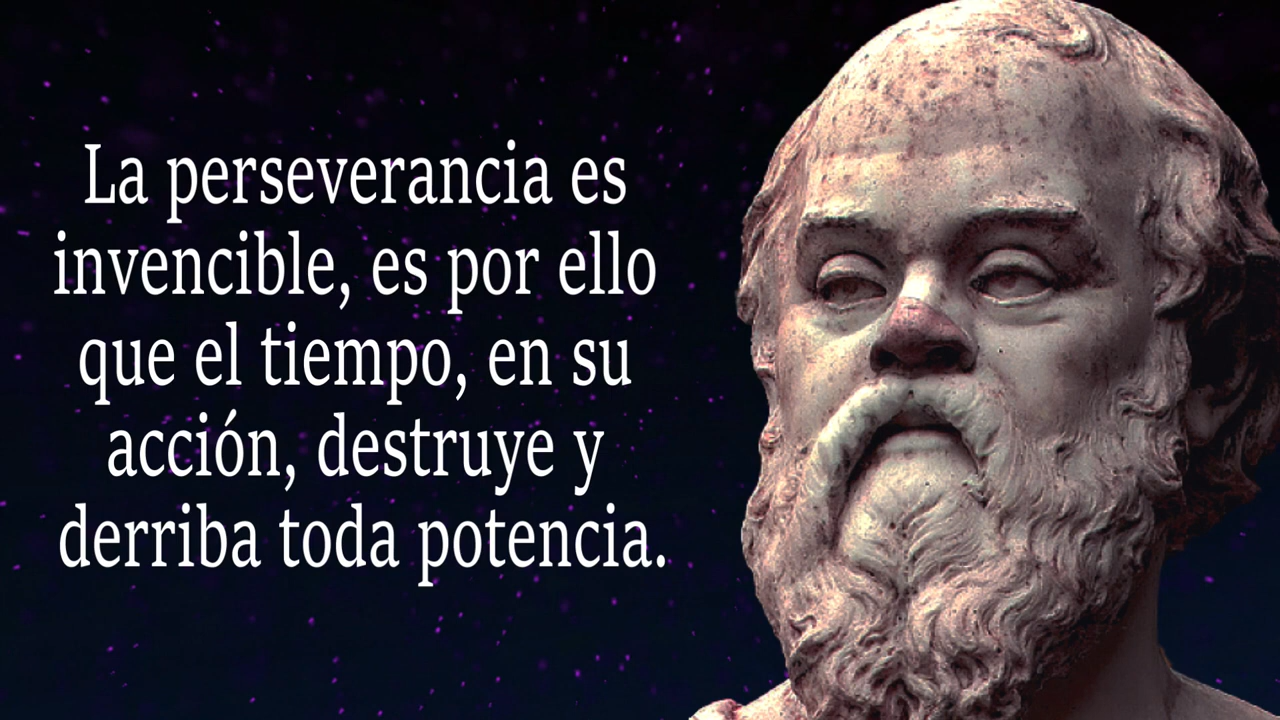 La perseverancia es
invencible, es por ello
que el tiempo, en su
acción, destruye y
derriba toda potencia.